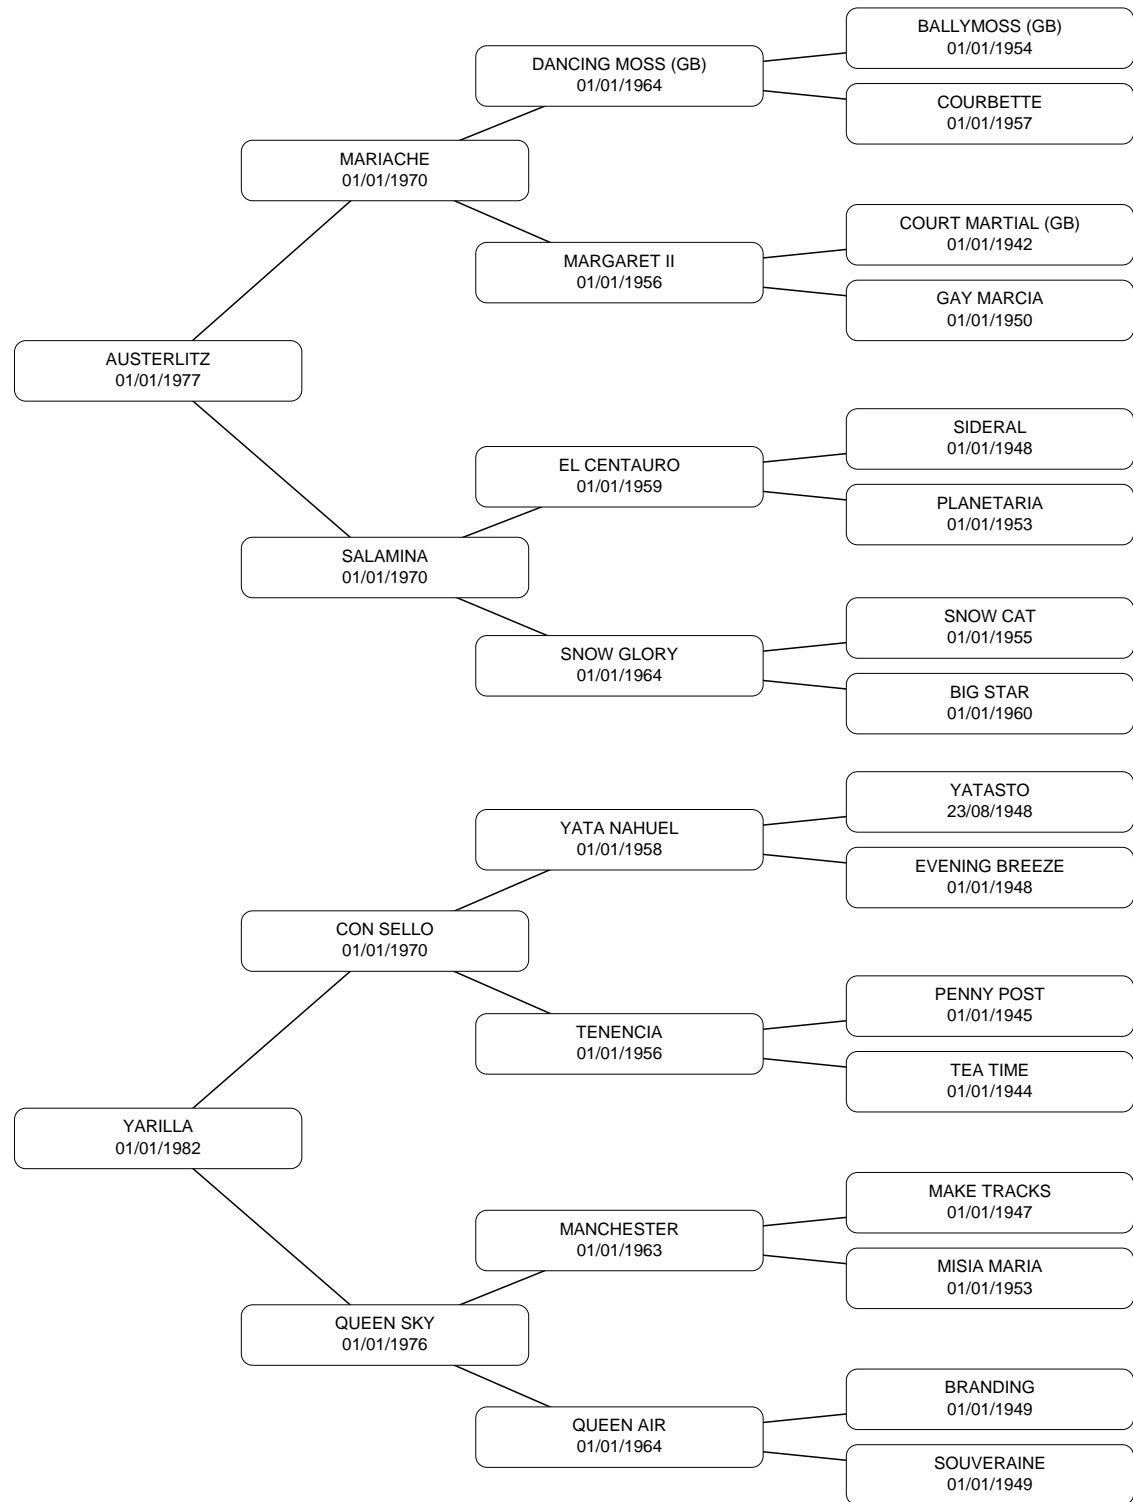 BALLYMOSS (GB)
01/01/1954
DANCING MOSS (GB)
01/01/1964
COURBETTE
01/01/1957
MARIACHE
01/01/1970
COURT MARTIAL (GB)
01/01/1942
MARGARET II
01/01/1956
GAY MARCIA
01/01/1950
AUSTERLITZ
01/01/1977
SIDERAL
01/01/1948
EL CENTAURO
01/01/1959
PLANETARIA
01/01/1953
SALAMINA
01/01/1970
SNOW CAT
01/01/1955
SNOW GLORY
01/01/1964
BIG STAR
01/01/1960
YATASTO
23/08/1948
YATA NAHUEL
01/01/1958
EVENING BREEZE
01/01/1948
CON SELLO
01/01/1970
PENNY POST
01/01/1945
TENENCIA
01/01/1956
TEA TIME
01/01/1944
YARILLA
01/01/1982
MAKE TRACKS
01/01/1947
MANCHESTER
01/01/1963
MISIA MARIA
01/01/1953
QUEEN SKY
01/01/1976
BRANDING
01/01/1949
QUEEN AIR
01/01/1964
SOUVERAINE
01/01/1949